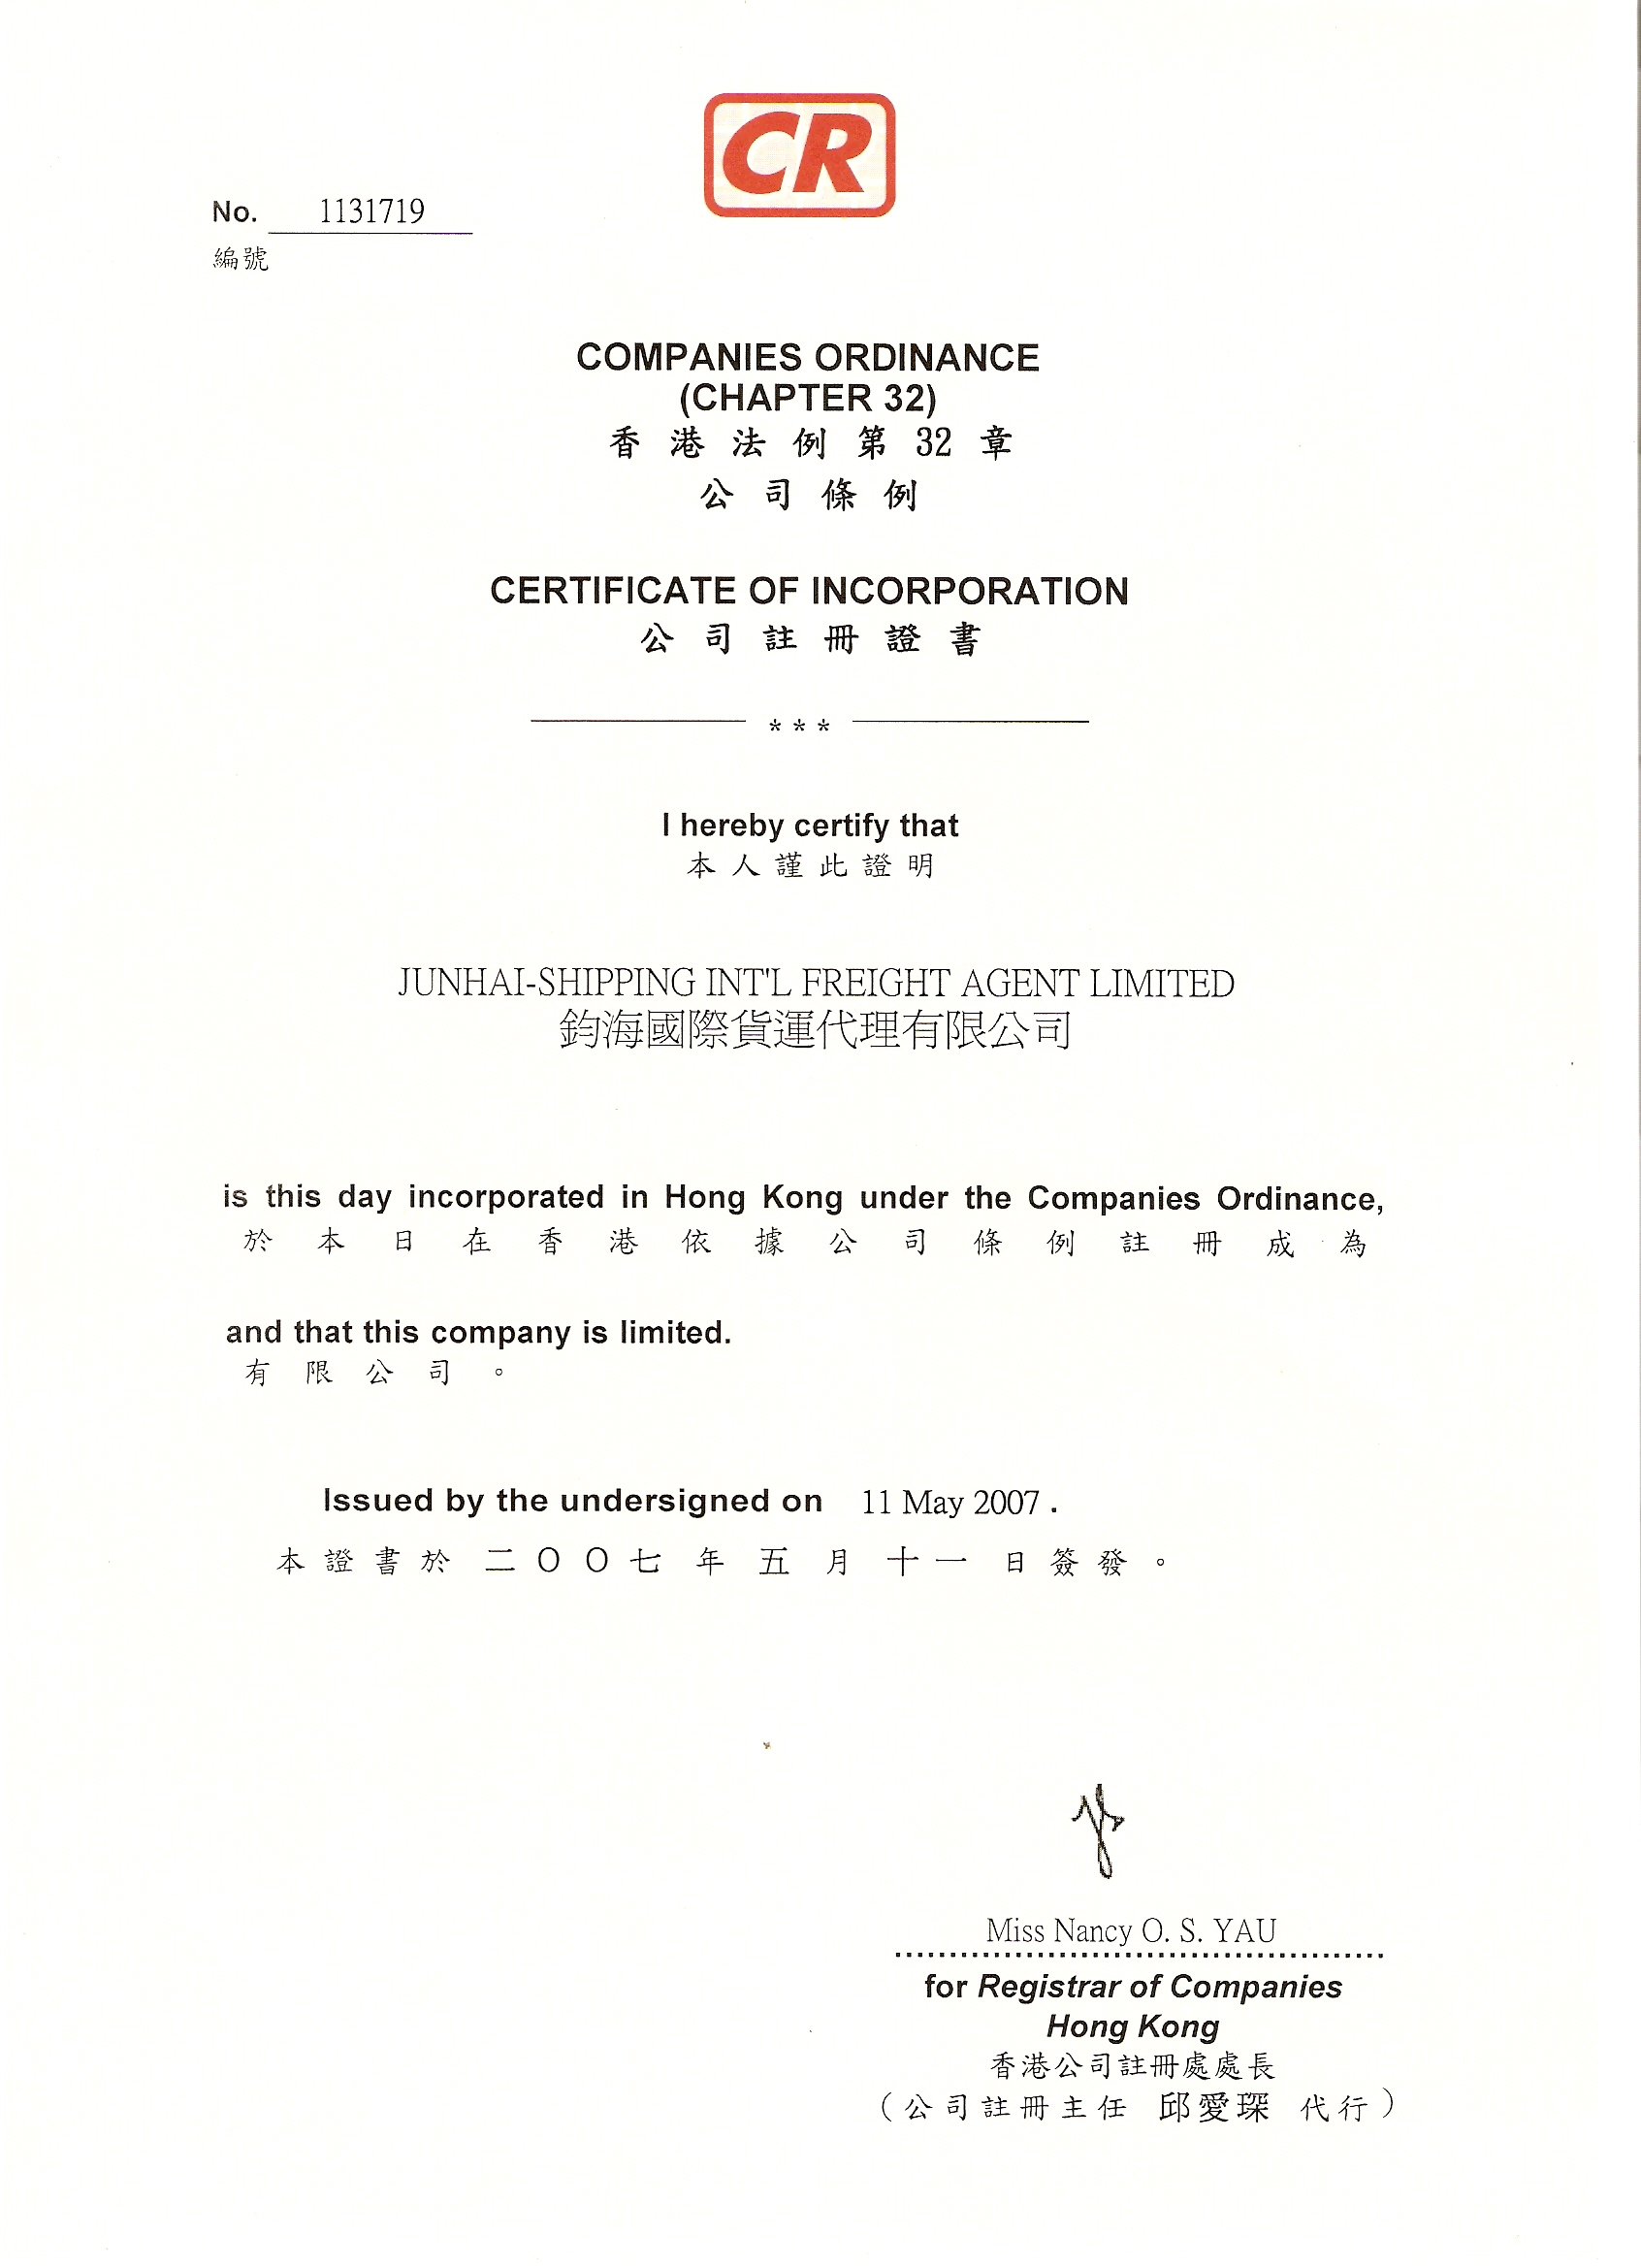 CR
No. 1131719
編號
COMPANIES ORDINANCE
(CHAPTER 32)
香港法例第32章
公司條例
CERTIFICATE OF INCORPORATION
公司註冊證書
***
I hereby certify that
本人謹此證明
JUNHAI-SHIPPING INT'L FREIGHT AGENT LIMITED
鈞海國際貨運代理有限公司
is this day incorporated in Hong Kong under the Companies Ordinance,
於本日在香港依據公司條例註冊成為
and that this company is limited.
有限公司。
Issued by the undersigned on 11 May 2007.
本證書於二〇〇七年五月十一日簽發。
Miss Nancy O. S. YAU
for Registrar of Companies
Hong Kong
香港公司註冊處處長
（公司註冊主任 邱愛琛 代行）